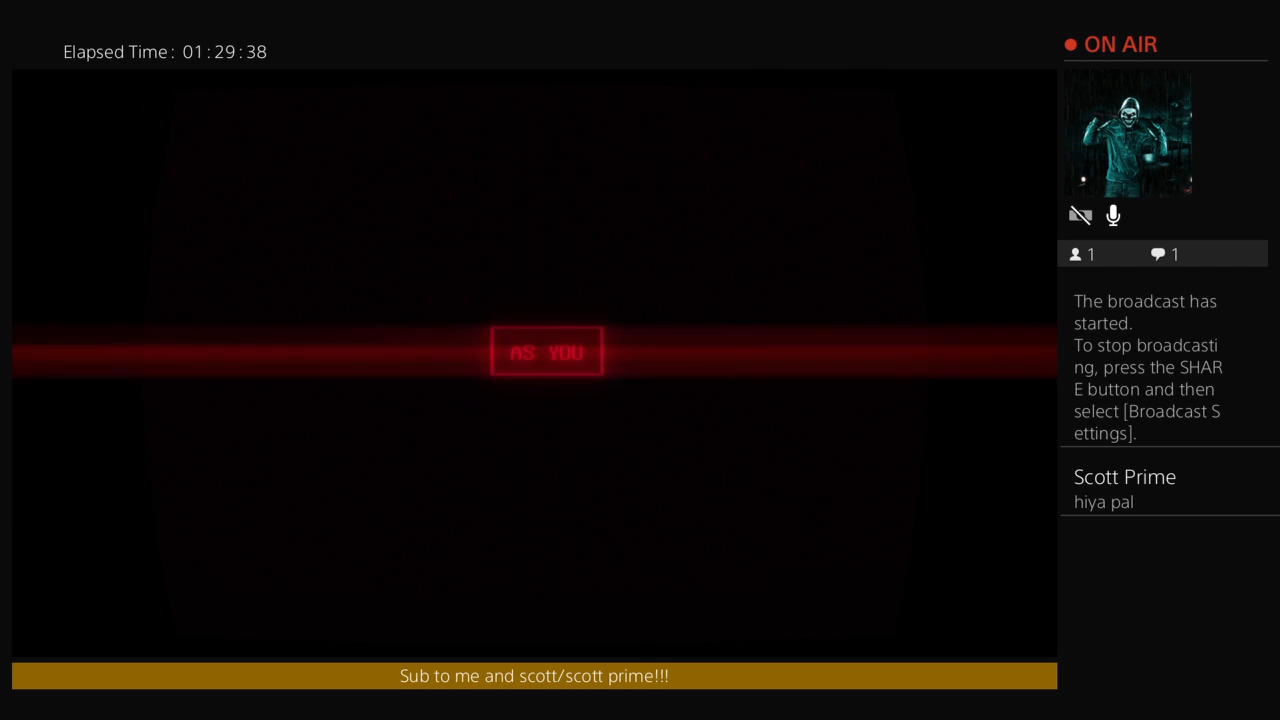 Elapsed Time: 01:29:38
ON AIR
1 1
AS YOU
The broadcast has
started.
To stop broadcasti
ng, press the SHAR
E button and then
select [Broadcast S
ettings].
Scott Prime
hiya pal
Sub to me and scott/scott prime!!!